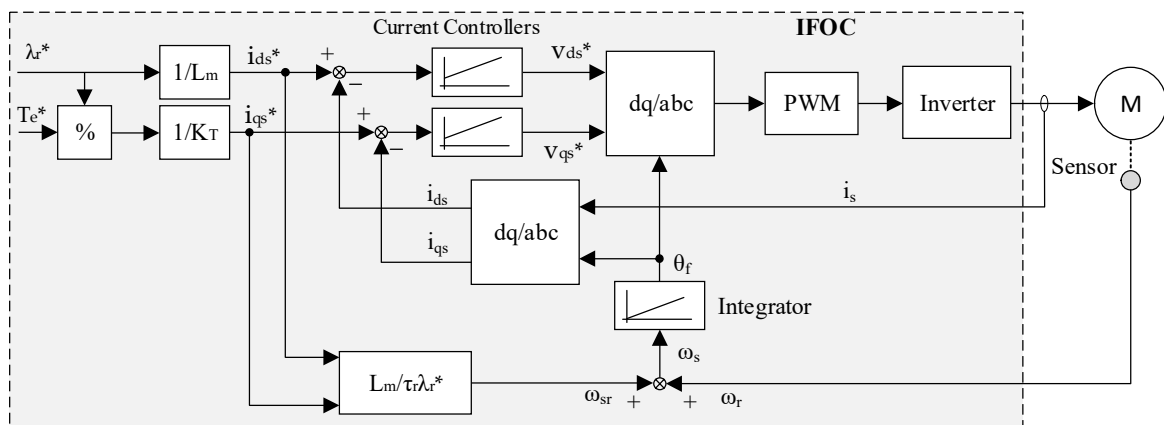 Current Controllers
IFOC
λr*
1/Lm
ids*
+
−
vds*
dq/abc
PWM
Inverter
M
Te*
%
1/KT
iqs*
+
−
vqs*
Sensor
ids
dq/abc
is
iqs
θf
Integrator
ωs
Lm/τrλr*
ωsr
+
+
ωr